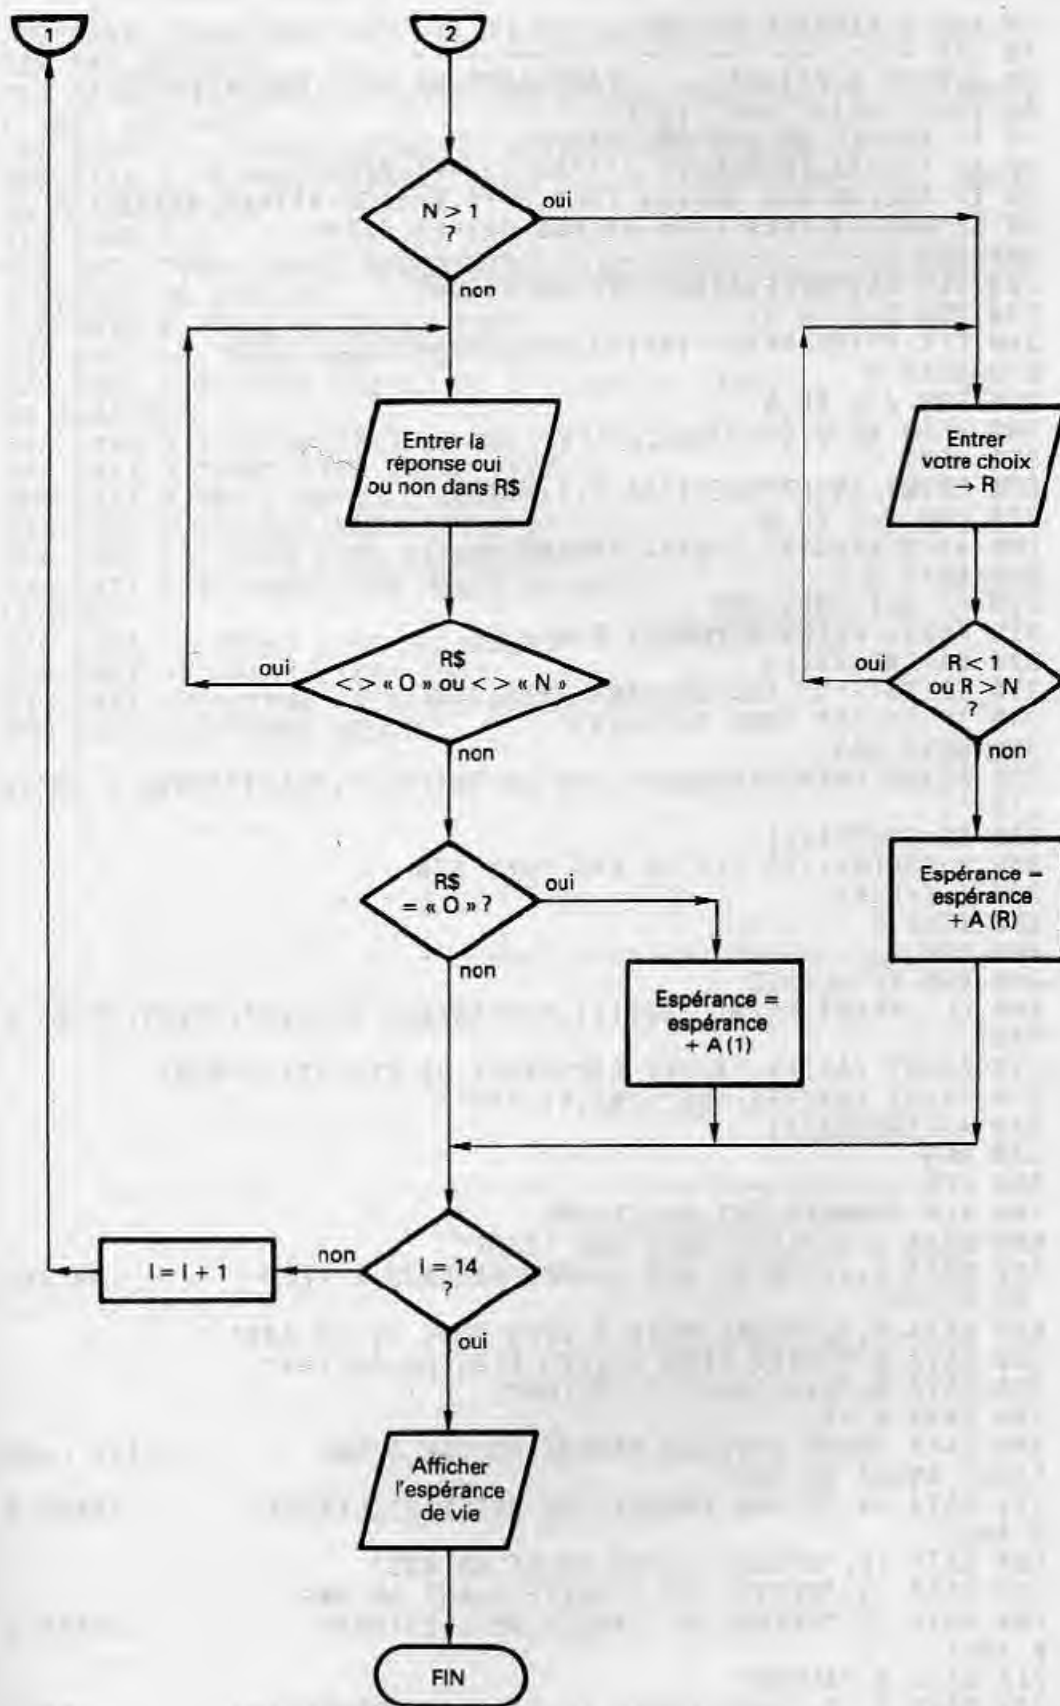 1
2
N > 1
?
oui
non
Entrer la
réponse oui
ou non dans R$
Entrer
votre choix
→ R
R$
< > « O » ou < > « N »
oui
non
R < 1
ou R > N
?
oui
non
R$
= « O » ?
oui
non
Espérance =
espérance
+ A (R)
Espérance =
espérance
+ A (1)
I = 14
?
non
oui
I = I + 1
Afficher
l'espérance
de vie
FIN